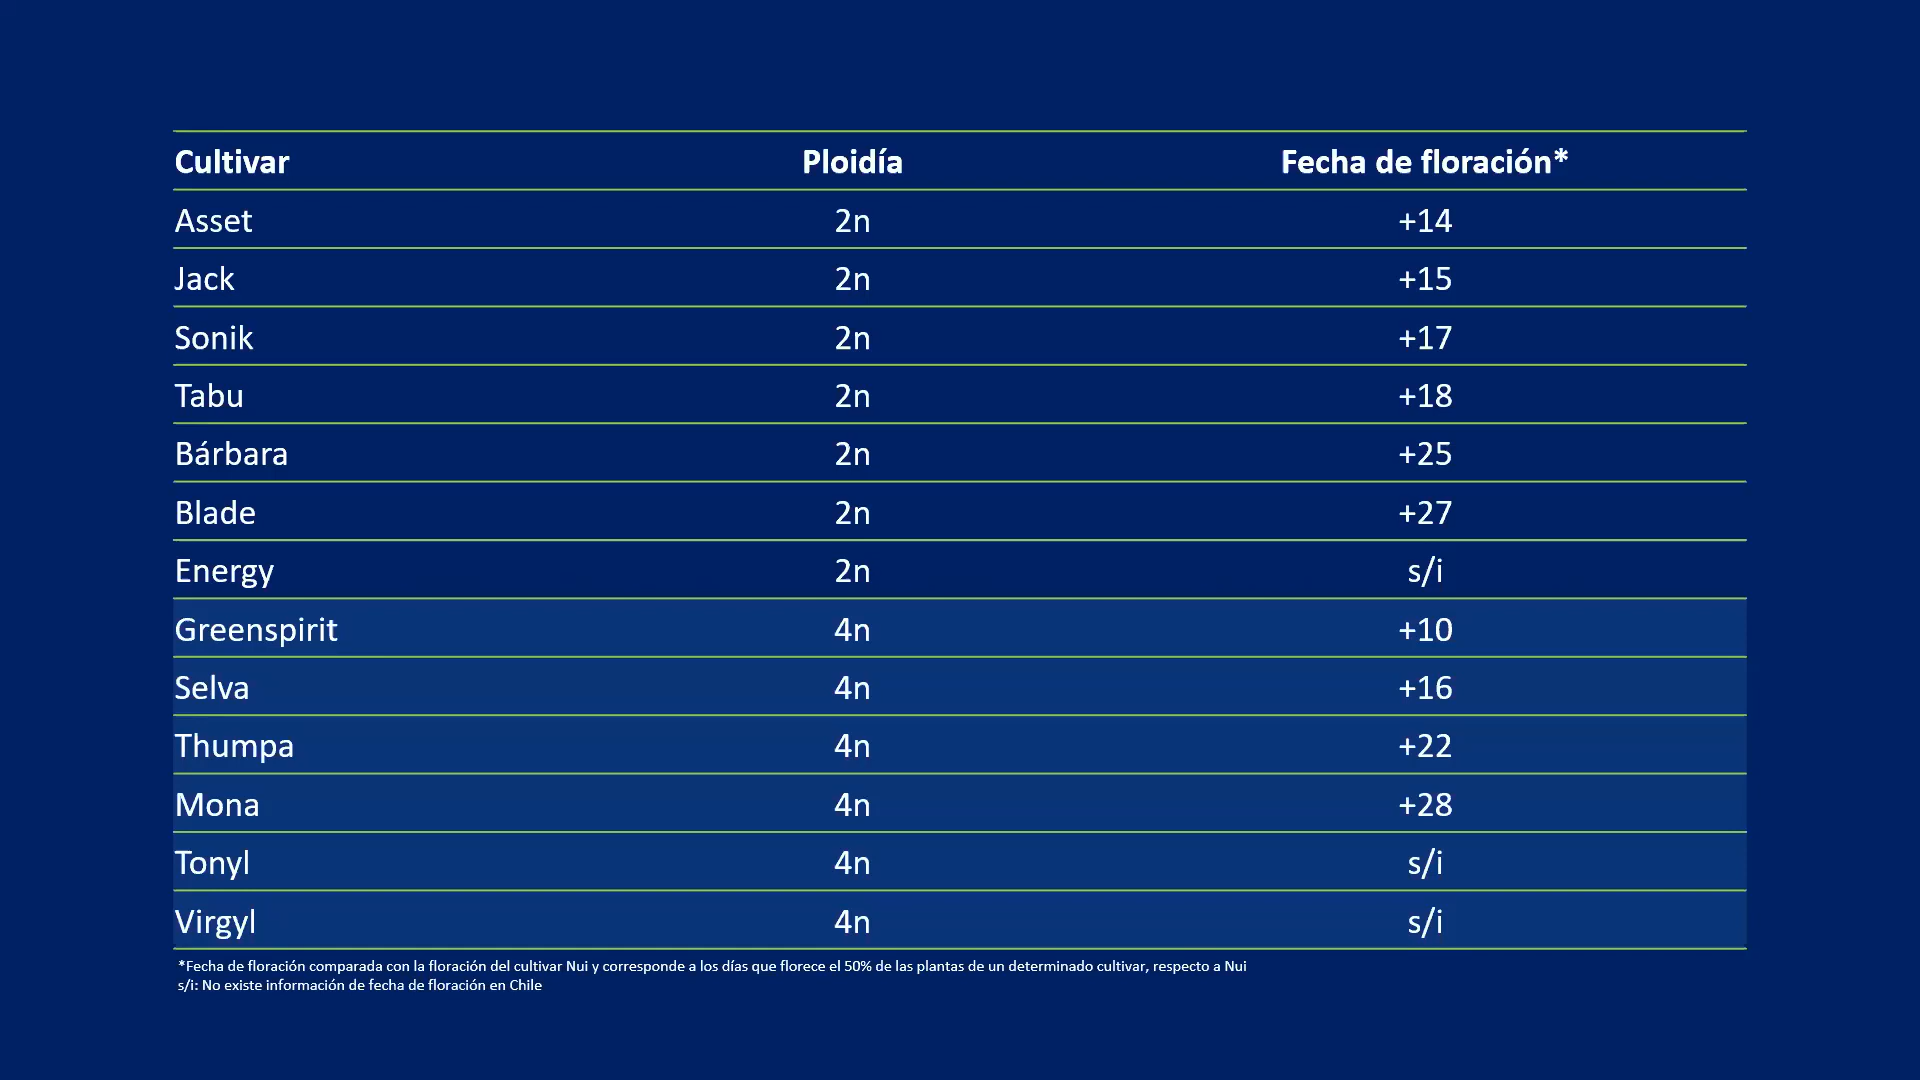 Cultivar Ploidía Fecha de floración*
Asset 2n +14
Jack 2n +15
Sonik 2n +17
Tabu 2n +18
Bárbara 2n +25
Blade 2n +27
Energy 2n s/i
Greenspirit 4n +10
Selva 4n +16
Thumpa 4n +22
Mona 4n +28
Tonyl 4n s/i
Virgyl 4n s/i
*Fecha de floración comparada con la floración del cultivar Nui y corresponde a los días que florece el 50% de las plantas de un determinado cultivar, respecto a Nui
s/i: No existe información de fecha de floración en Chile